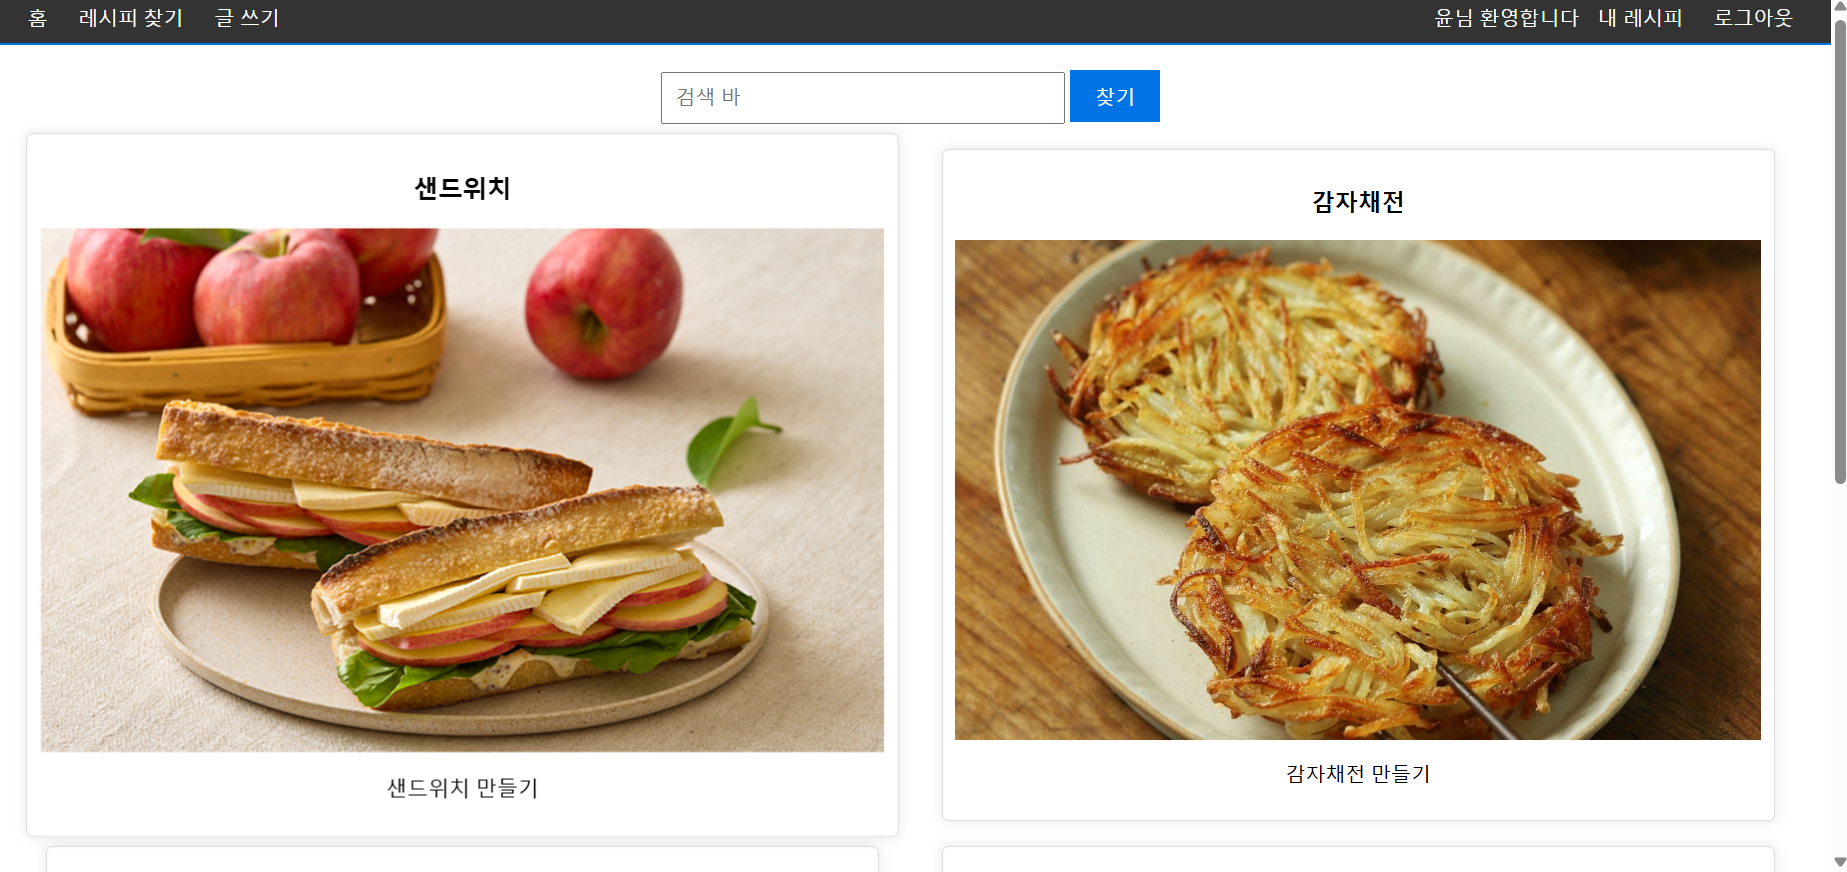 홈 레시피 찾기 글 쓰기 윤님 환영합니다 내 레시피 로그아웃
검색 바 찾기
샌드위치
샌드위치 만들기
감자채전
감자채전 만들기